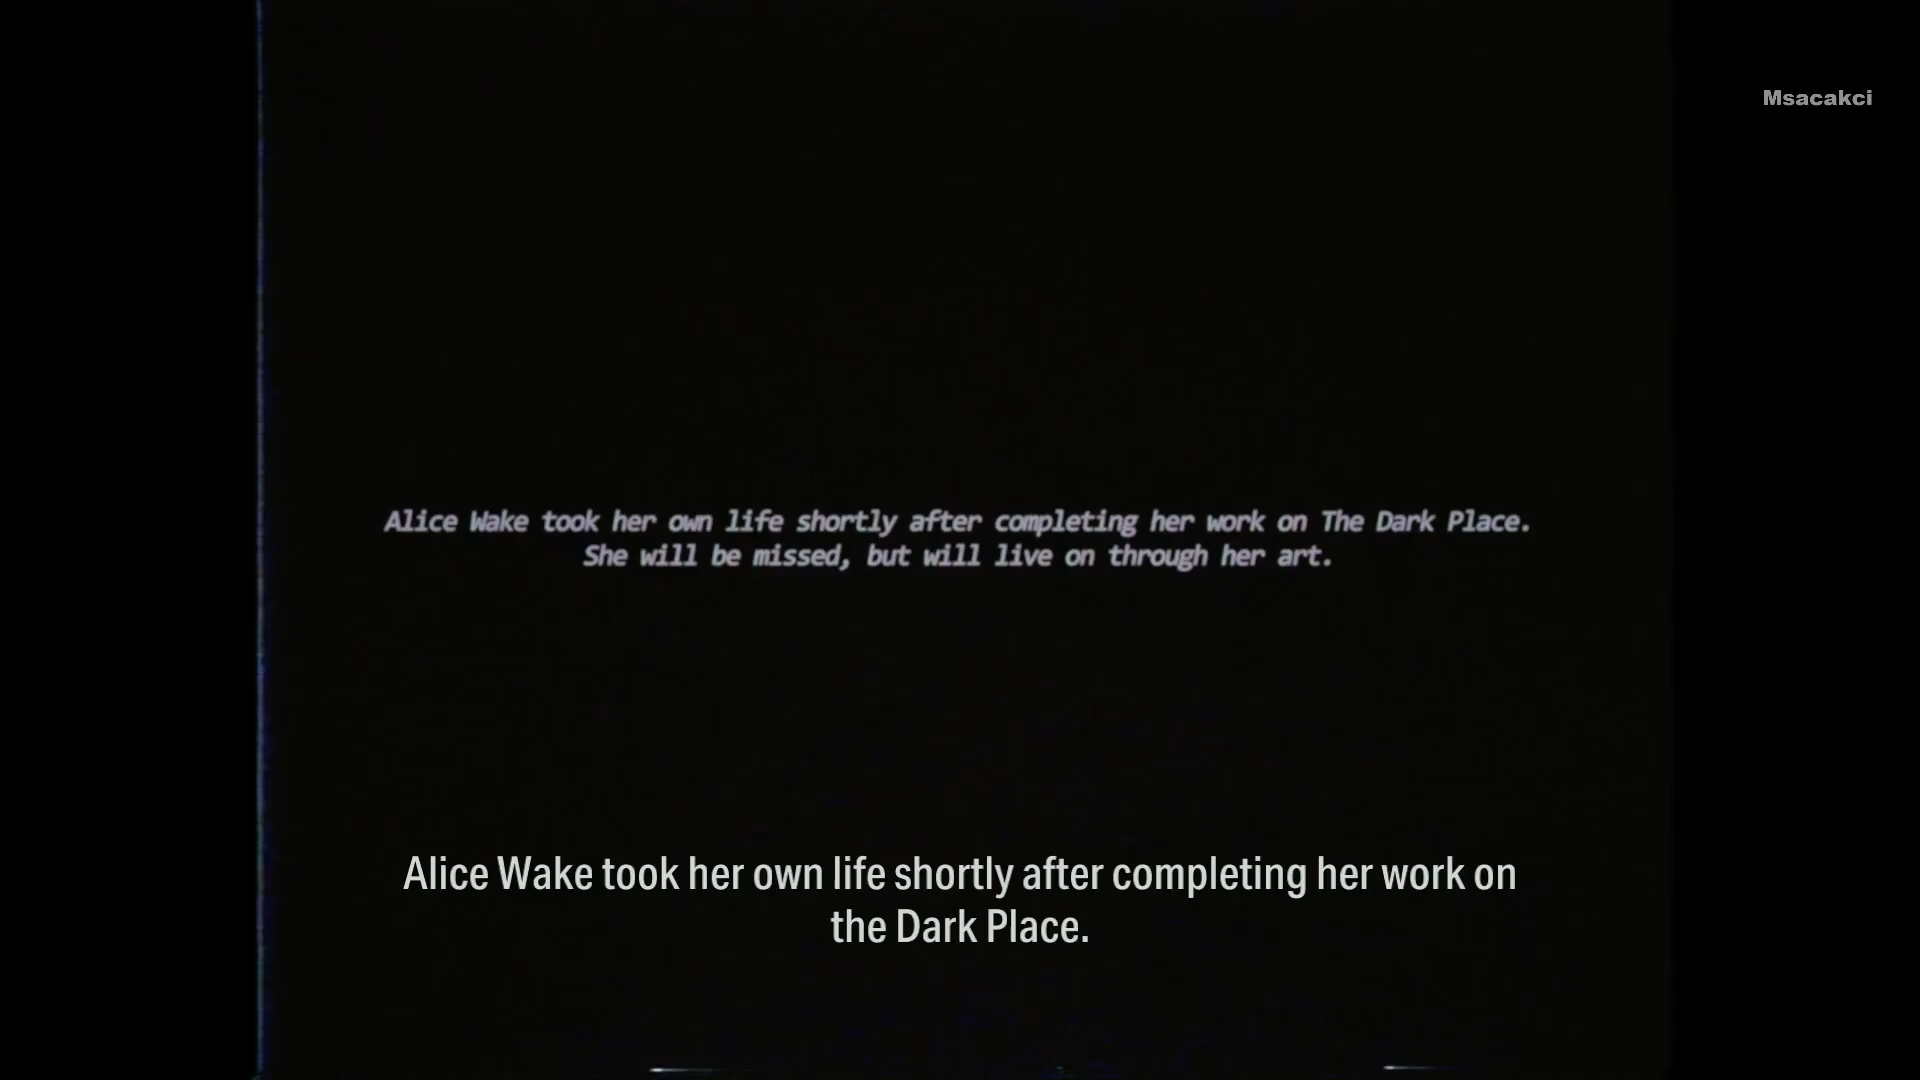 Msacakci
Alice Wake took her own life shortly after completing her work on The Dark Place.
She will be missed, but will live on through her art.
Alice Wake took her own life shortly after completing her work on
the Dark Place.